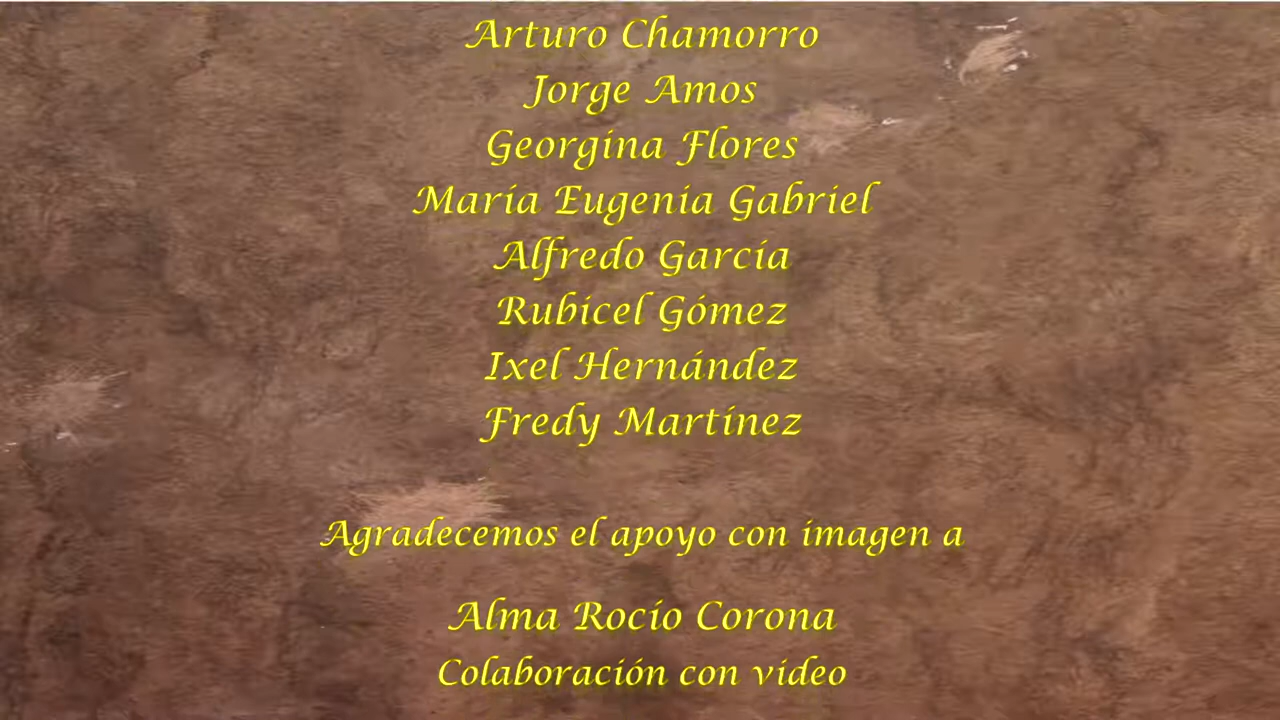 Arturo Chamorro
Jorge Amos
Georgina Flores
María Eugenia Gabriel
Alfredo García
Rubicel Gómez
Ixel Hernández
Fredy Martínez
Agradecemos el apoyo con imagen a
Alma Rocío Corona
Colaboración con video